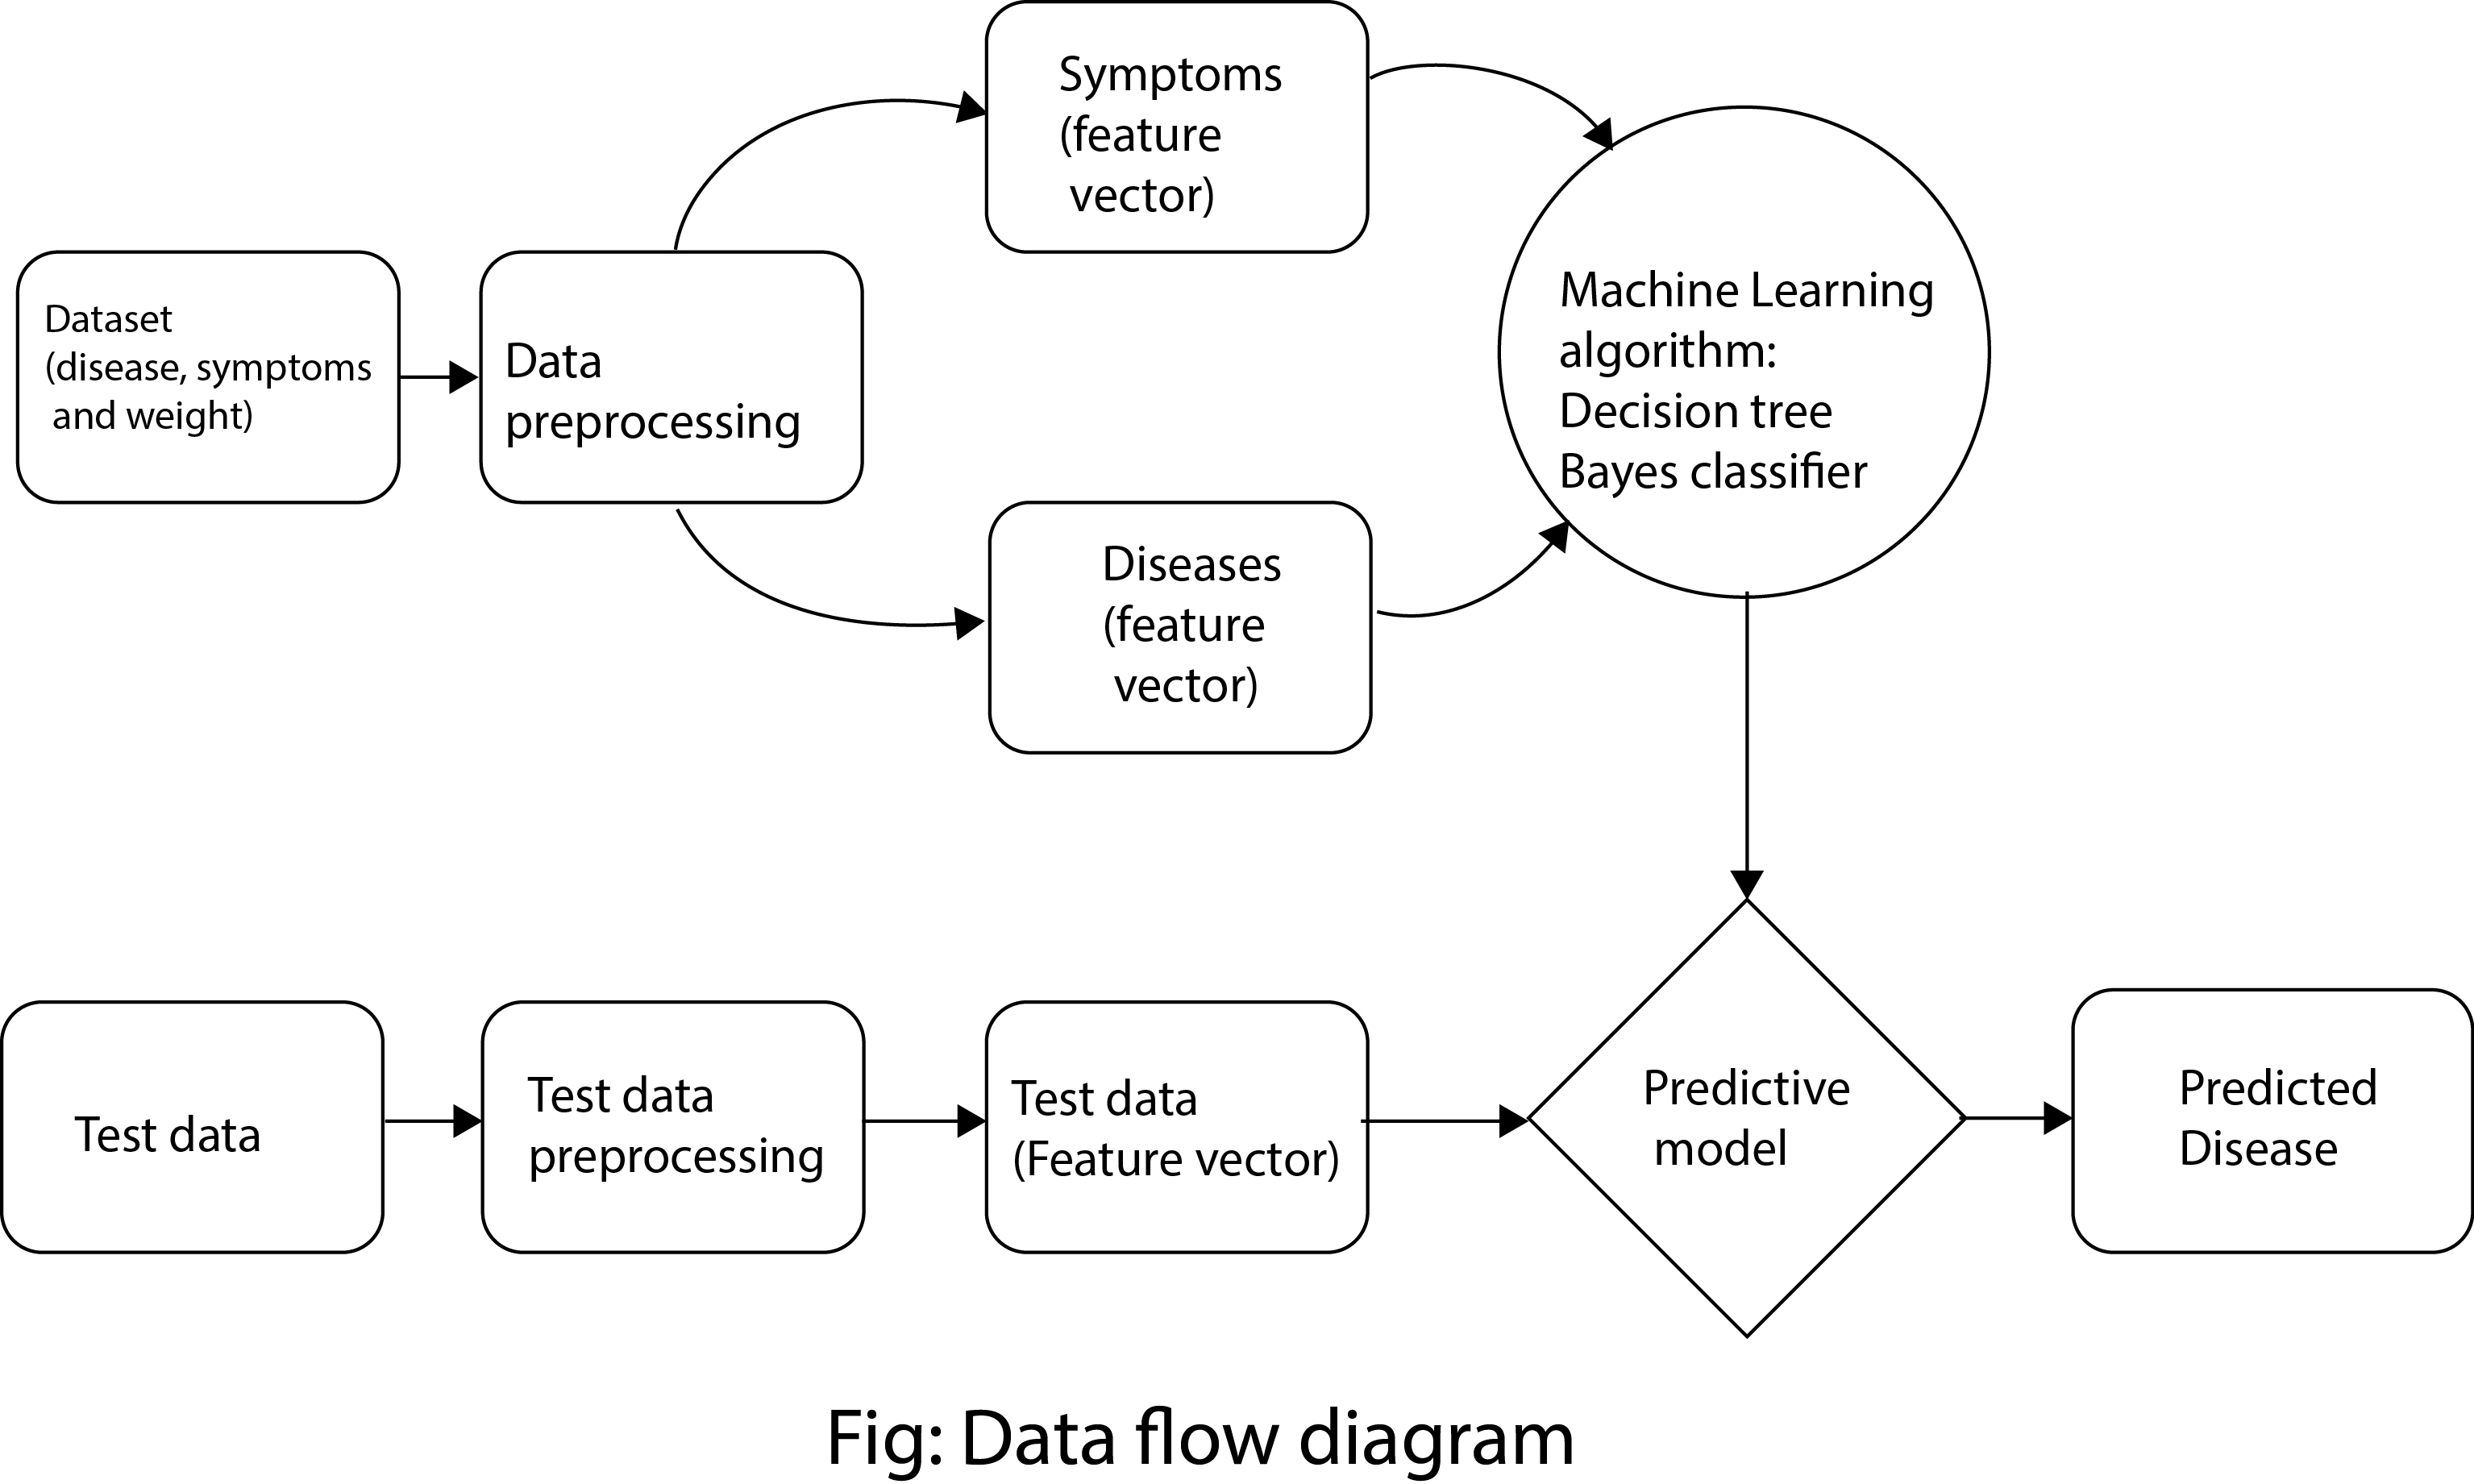 Symptoms
(feature
vector)
Dataset
(disease, symptoms
and weight)
Data
preprocessing
Machine Learning
algorithm:
Decision tree
Bayes classifier
Diseases
(feature
vector)
Test data
Test data
preprocessing
Test data
(Feature vector)
Predictive
model
Predicted
Disease
Fig: Data flow diagram